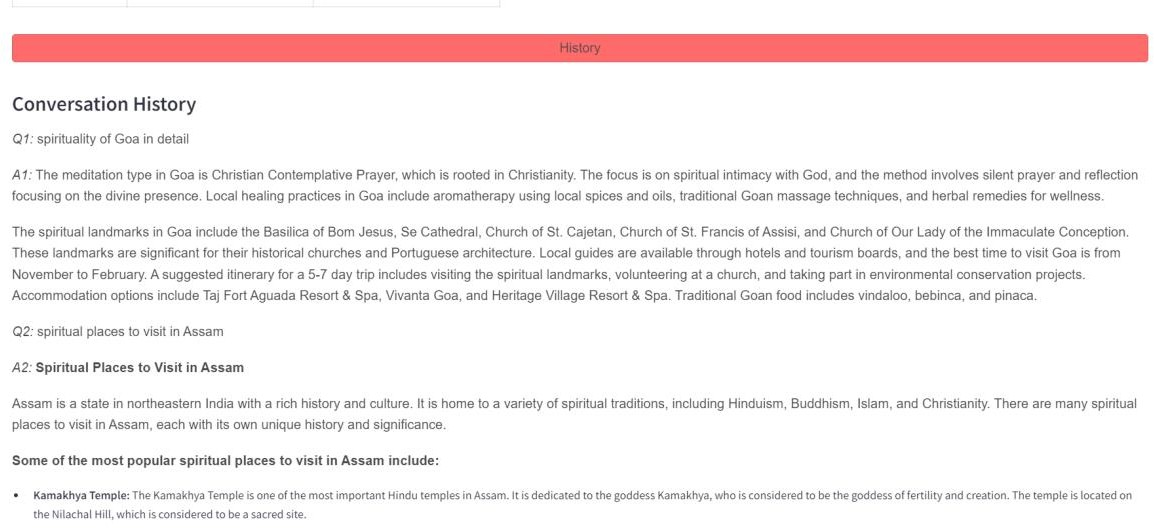 History
Conversation History
Q1: spirituality of Goa in detail
A1: The meditation type in Goa is Christian Contemplative Prayer, which is rooted in Christianity. The focus is on spiritual intimacy with God, and the method involves silent prayer and reflection
focusing on the divine presence. Local healing practices in Goa include aromatherapy using local spices and oils, traditional Goan massage techniques, and herbal remedies for wellness.
The spiritual landmarks in Goa include the Basilica of Bom Jesus, Se Cathedral, Church of St. Cajetan, Church of St. Francis of Assisi, and Church of Our Lady of the Immaculate Conception.
These landmarks are significant for their historical churches and Portuguese architecture. Local guides are available through hotels and tourism boards, and the best time to visit Goa is from
November to February. A suggested itinerary for a 5-7 day trip includes visiting the spiritual landmarks, volunteering at a church, and taking part in environmental conservation projects.
Accommodation options include Taj Fort Aguada Resort & Spa, Vivanta Goa, and Heritage Village Resort & Spa. Traditional Goan food includes vindaloo, bebinca, and pinaca.
Q2: spiritual places to visit in Assam
A2: Spiritual Places to Visit in Assam
Assam is a state in northeastern India with a rich history and culture. It is home to a variety of spiritual traditions, including Hinduism, Buddhism, Islam, and Christianity. There are many spiritual
places to visit in Assam, each with its own unique history and significance.
Some of the most popular spiritual places to visit in Assam include:
• Kamakhya Temple: The Kamakhya Temple is one of the most important Hindu temples in Assam. It is dedicated to the goddess Kamakhya, who is considered to be the goddess of fertility and creation. The temple is located on
the Nilachal Hill, which is considered to be a sacred site.